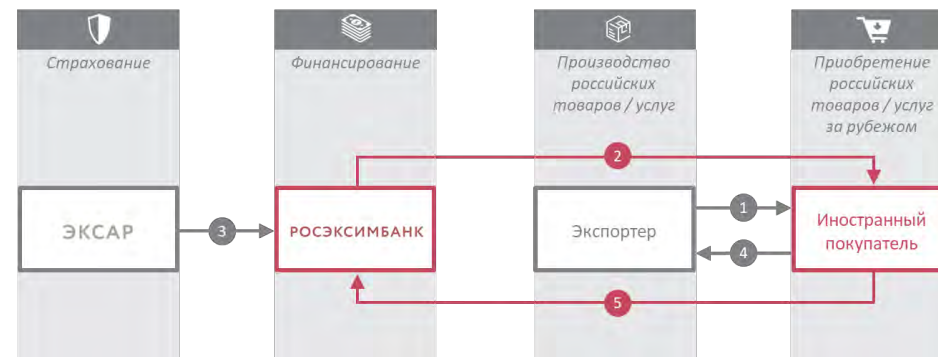 Страхование
Финансирование
Производство
российских
товаров / услуг
Приобретение
российских
товаров / услуг
за рубежом
2
ЭКСАР
3
РОСЭКСИМБАНК
Экспортер
1
4
Иностранный
покупатель
5